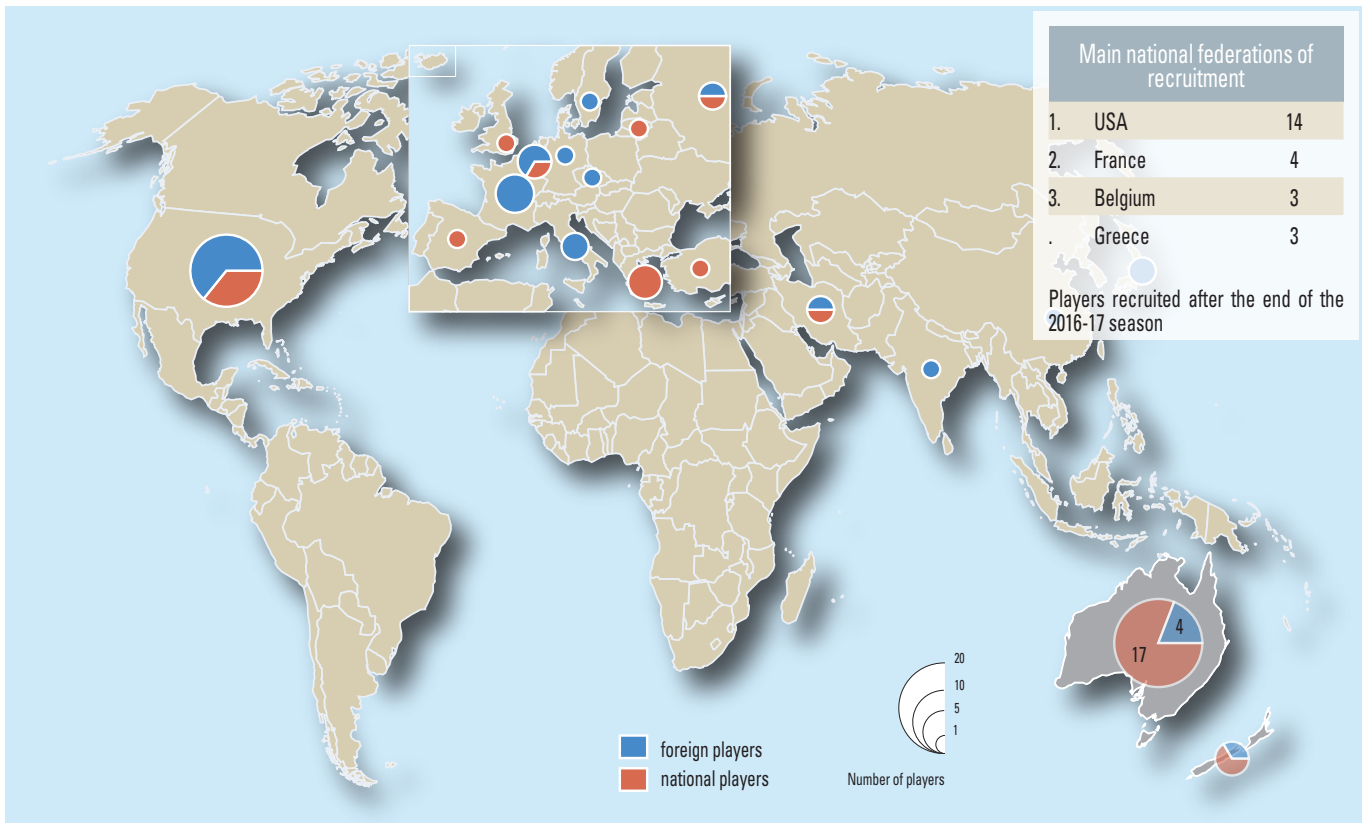 Main national federations of
recruitment
1. USA 14
2. France 4
3. Belgium 3
. Greece 3
Players recruited after the end of the
2016-17 season
4
17
20
10
5
1
foreign players
national players
Number of players